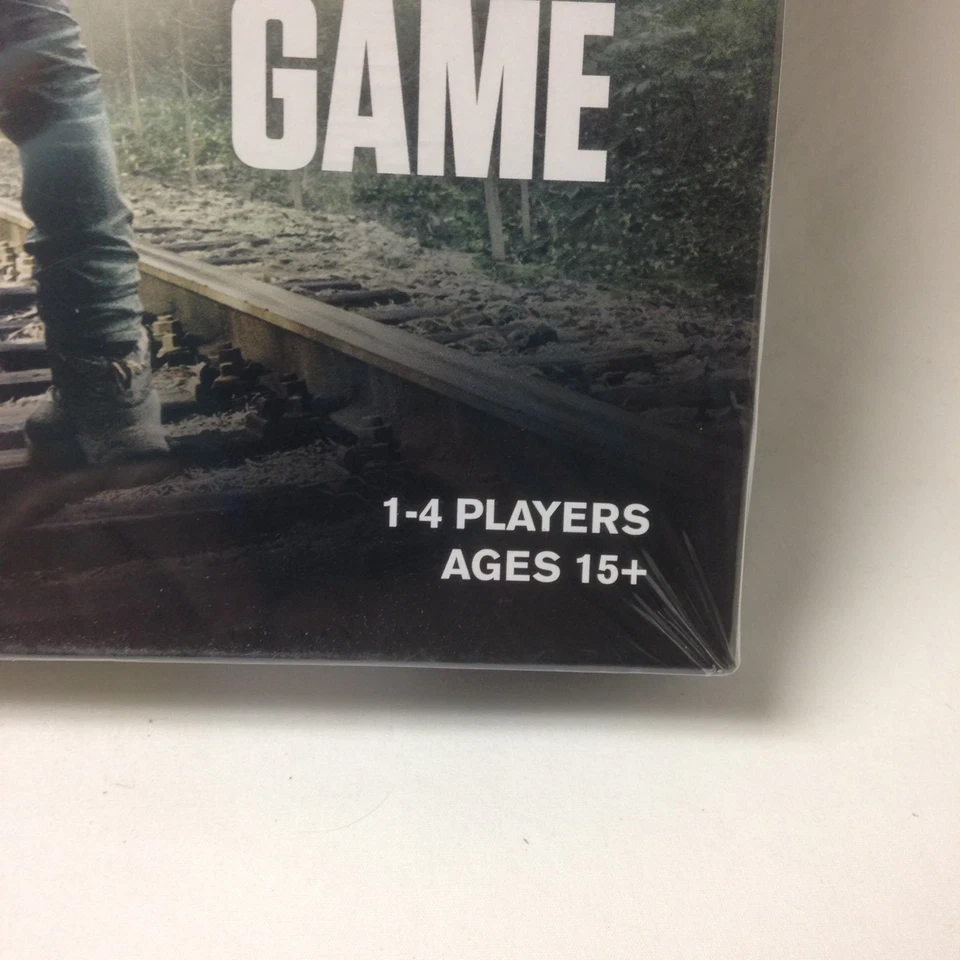 GAME
1-4 PLAYERS
AGES 15+